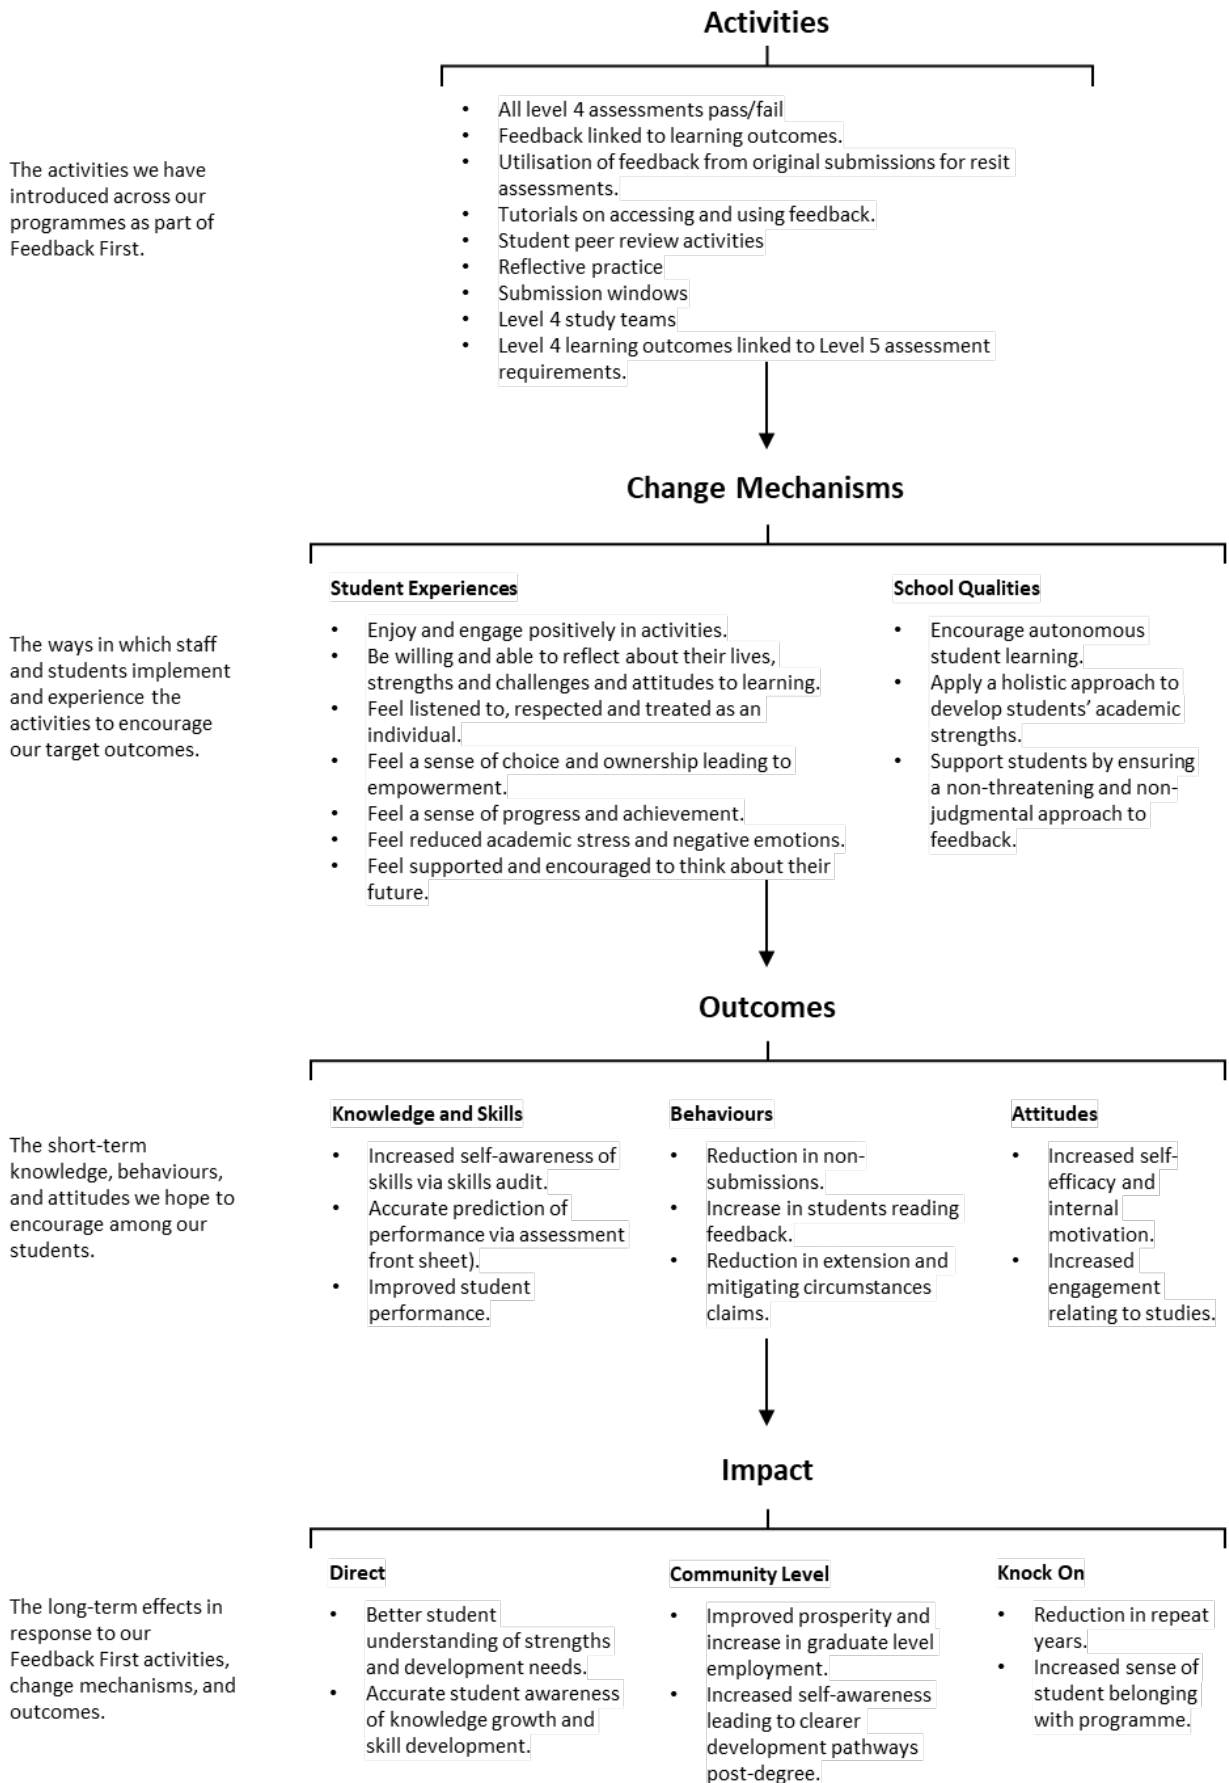 Activities
The activities we have
introduced across our
programmes as part of
Feedback First.
• All level 4 assessments pass/fail
• Feedback linked to learning outcomes.
• Utilisation of feedback from original submissions for resit
assessments.
• Tutorials on accessing and using feedback.
• Student peer review activities
• Reflective practice
• Submission windows
• Level 4 study teams
• Level 4 learning outcomes linked to Level 5 assessment
requirements.
Change Mechanisms
The ways in which staff
and students implement
and experience the
activities to encourage
our target outcomes.
Student Experiences
• Enjoy and engage positively in activities.
• Be willing and able to reflect about their lives,
strengths and challenges and attitudes to learning.
• Feel listened to, respected and treated as an
individual.
• Feel a sense of choice and ownership leading to
empowerment.
• Feel a sense of progress and achievement.
• Feel reduced academic stress and negative emotions.
• Feel supported and encouraged to think about their
future.
School Qualities
• Encourage autonomous
student learning.
• Apply a holistic approach to
develop students’ academic
strengths.
• Support students by ensuring
a non-threatening and non-
judgmental approach to
feedback.
Outcomes
The short-term
knowledge, behaviours,
and attitudes we hope to
encourage among our
students.
Knowledge and Skills
• Increased self-awareness of
skills via skills audit.
• Accurate prediction of
performance via assessment
front sheet).
• Improved student
performance.
Behaviours
• Reduction in non-
submissions.
• Increase in students reading
feedback.
• Reduction in extension and
mitigating circumstances
claims.
Attitudes
• Increased self-
efficacy and
internal
motivation.
• Increased
engagement
relating to studies.
Impact
The long-term effects in
response to our
Feedback First activities,
change mechanisms, and
outcomes.
Direct
• Better student
understanding of strengths
and development needs.
• Accurate student awareness
of knowledge growth and
skill development.
Community Level
• Improved prosperity and
increase in graduate level
employment.
• Increased self-awareness
leading to clearer
development pathways
post-degree.
Knock On
• Reduction in repeat
years.
• Increased sense of
student belonging
with programme.